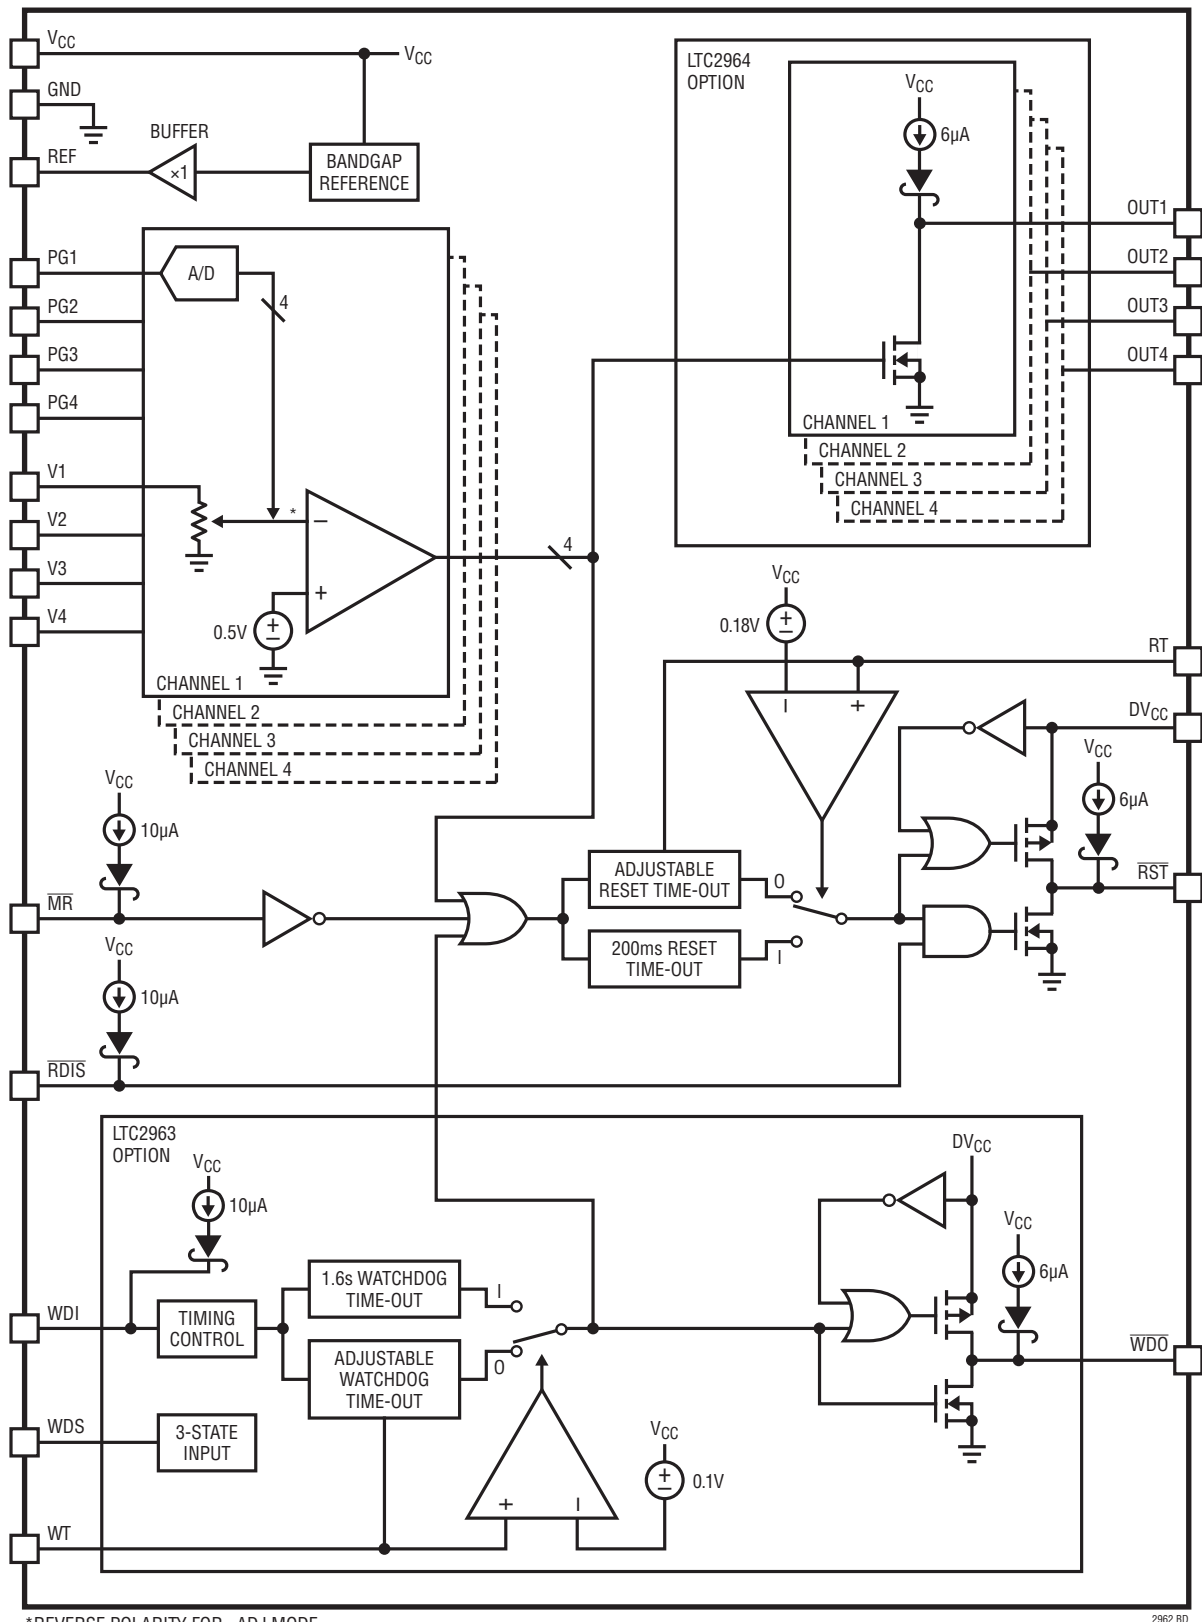 VCC
VCC
GND
BUFFER
REF
×1
BANDGAP
REFERENCE
LTC2964
OPTION
VCC
6µA
OUT1
OUT2
OUT3
OUT4
CHANNEL 1
CHANNEL 2
CHANNEL 3
CHANNEL 4
PG1
PG2
PG3
PG4
A/D
4
V1
V2
V3
V4
*
–
+
0.5V
+
–
4
CHANNEL 1
CHANNEL 2
CHANNEL 3
CHANNEL 4
VCC
0.18V
+
–
–
+
RT
DVCC
VCC
6µA
RST
VCC
10µA
MR
ADJUSTABLE
RESET TIME-OUT
0
200ms RESET
TIME-OUT
1
VCC
10µA
RDIS
LTC2963
OPTION
VCC
10µA
WDI
TIMING
CONTROL
1.6s WATCHDOG
TIME-OUT
1
ADJUSTABLE
WATCHDOG
TIME-OUT
0
DVCC
VCC
6µA
WDO
WDS
3-STATE
INPUT
VCC
+
–
0.1V
+
–
WT
*REVERSE POLARITY FOR –ADJ MODE
2962 BD